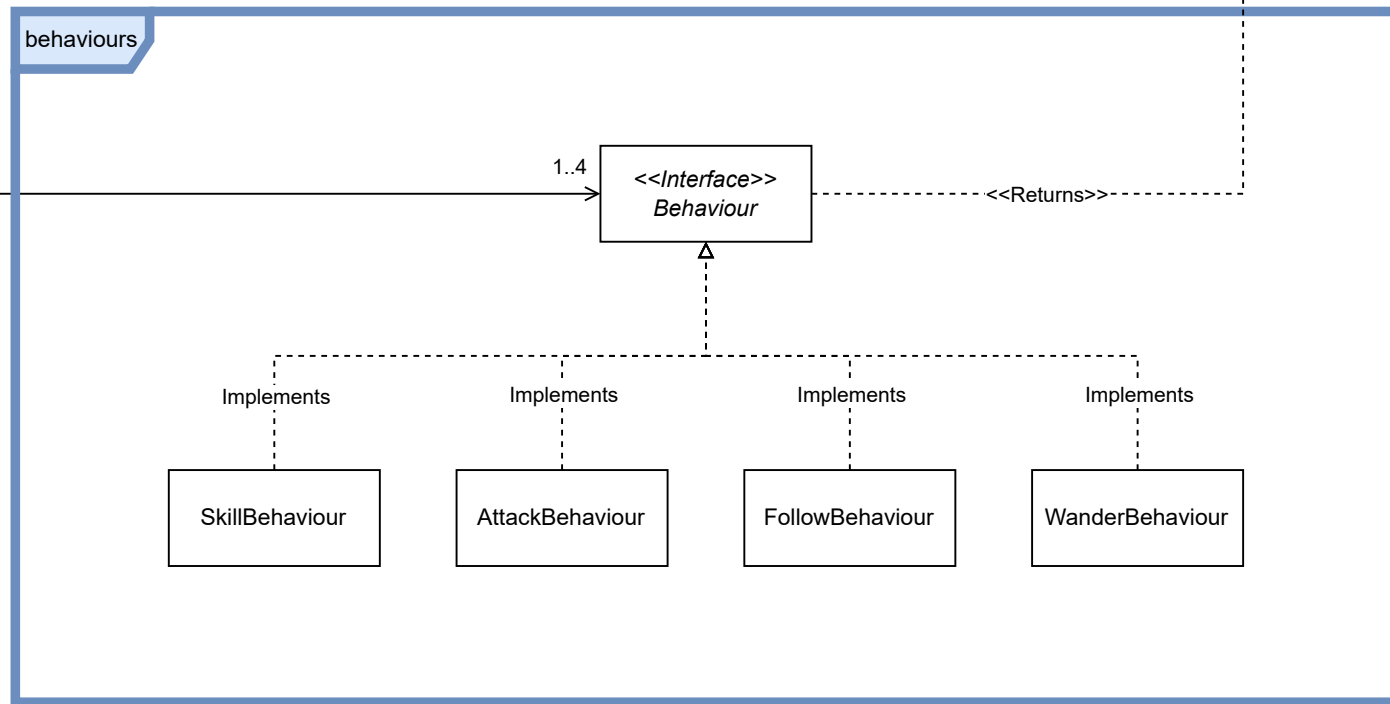 behaviours
1..4
<<Interface>>
Behaviour
<<Returns>>
Implements
Implements
Implements
Implements
SkillBehaviour
AttackBehaviour
FollowBehaviour
WanderBehaviour